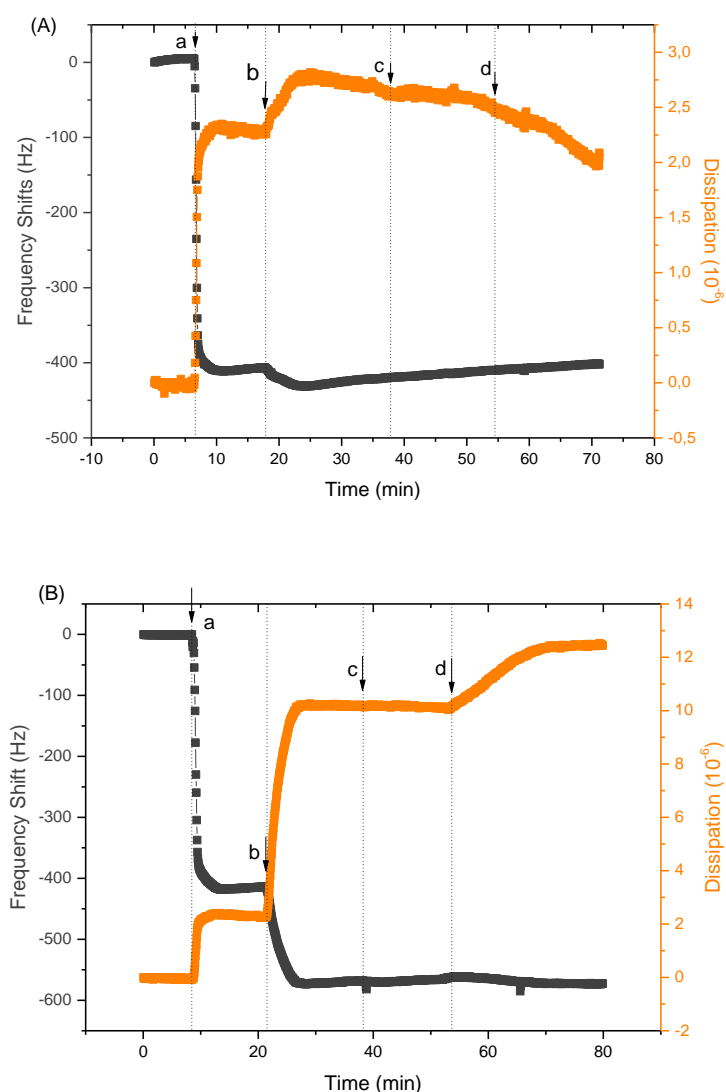 (A)
a
b
c
d
0
-100
-200
-300
-400
-500
Frequency Shifts (Hz)
3,0
2,5
2,0
1,5
1,0
0,5
0,0
-0,5
Dissipation (10⁻⁶)
-10 0 10 20 30 40 50 60 70 80
Time (min)
(B)
a
b
c
d
0
-100
-200
-300
-400
-500
-600
Frequency Shift (Hz)
14
12
10
8
6
4
2
0
-2
Dissipation (10⁻⁶)
0 20 40 60 80
Time (min)